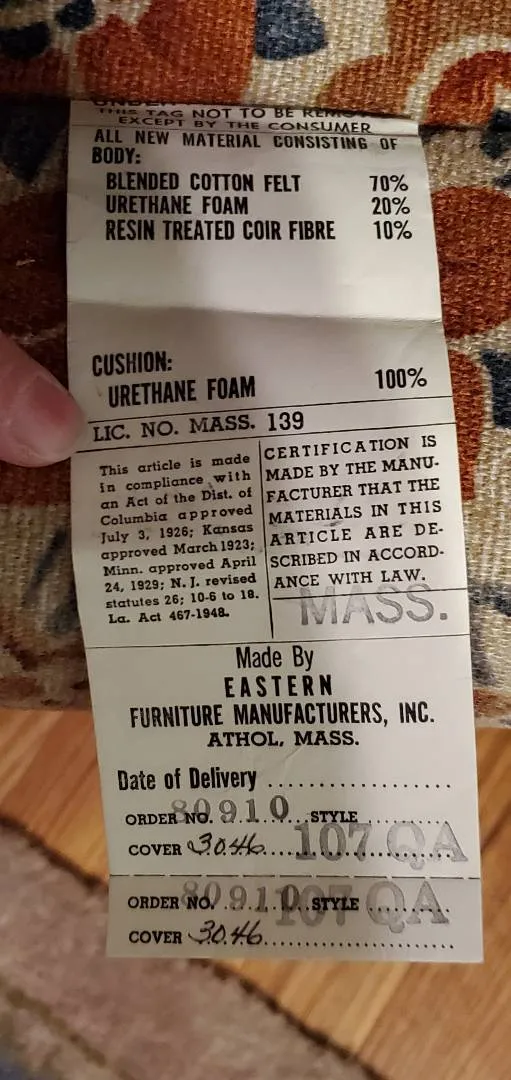 UNDER
THIS TAG NOT TO BE REMO
EXCEPT BY THE CONSUMER
ALL NEW MATERIAL CONSISTING OF
BODY:
BLENDED COTTON FELT 70%
URETHANE FOAM 20%
RESIN TREATED COIR FIBRE 10%
CUSHION:
URETHANE FOAM 100%
LIC. NO. MASS. 139
This article is made
in compliance with
an Act of the Dist. of
Columbia approved
July 3, 1926; Kansas
approved March 1923;
Minn. approved April
24, 1929; N. J. revised
statutes 26; 10-6 to 18.
La. Act 467-1948.
CERTIFICATION IS
MADE BY THE MANU-
FACTURER THAT THE
MATERIALS IN THIS
ARTICLE ARE DE-
SCRIBED IN ACCORD-
ANCE WITH LAW.
MASS.
Made By
EASTERN
FURNITURE MANUFACTURERS, INC.
ATHOL, MASS.
Date of Delivery ..................
ORDER NO. 80910 STYLE ........
COVER 3046 107 QA
ORDER NO. 80910 STYLE 107 QA
COVER 3046